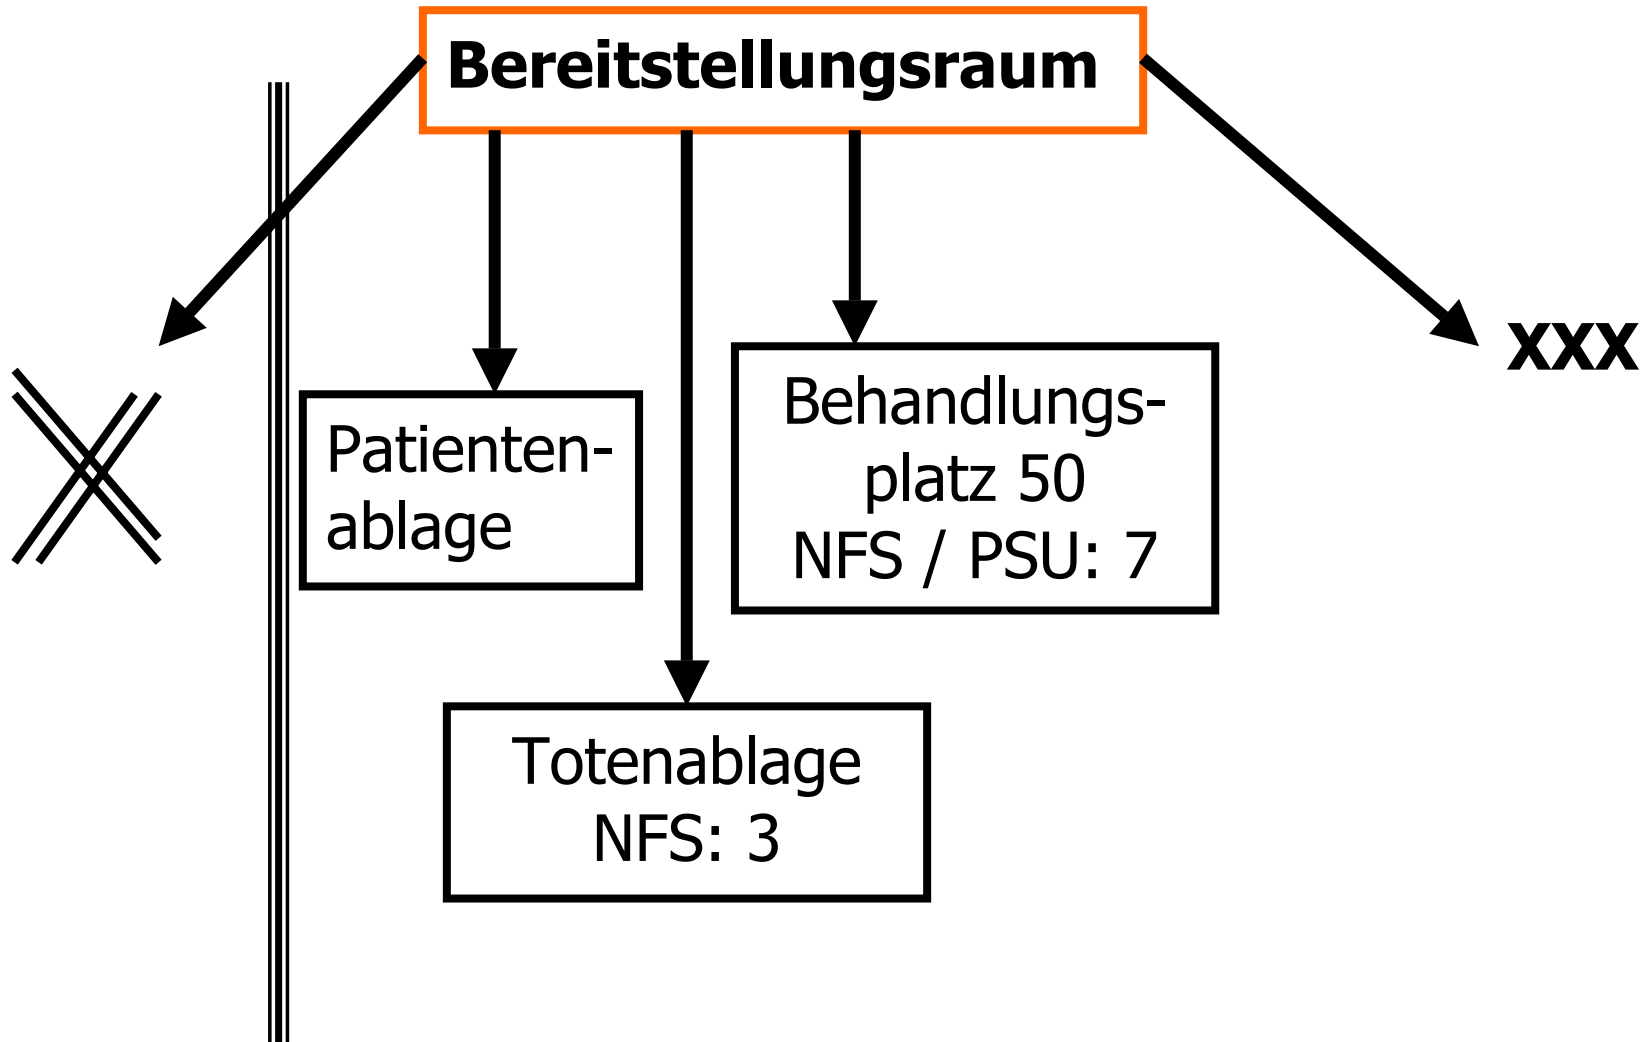 Bereitstellungsraum
xxx
Behandlungs-
platz 50
NFS / PSU: 7
Patienten-
ablage
Totenablage
NFS: 3